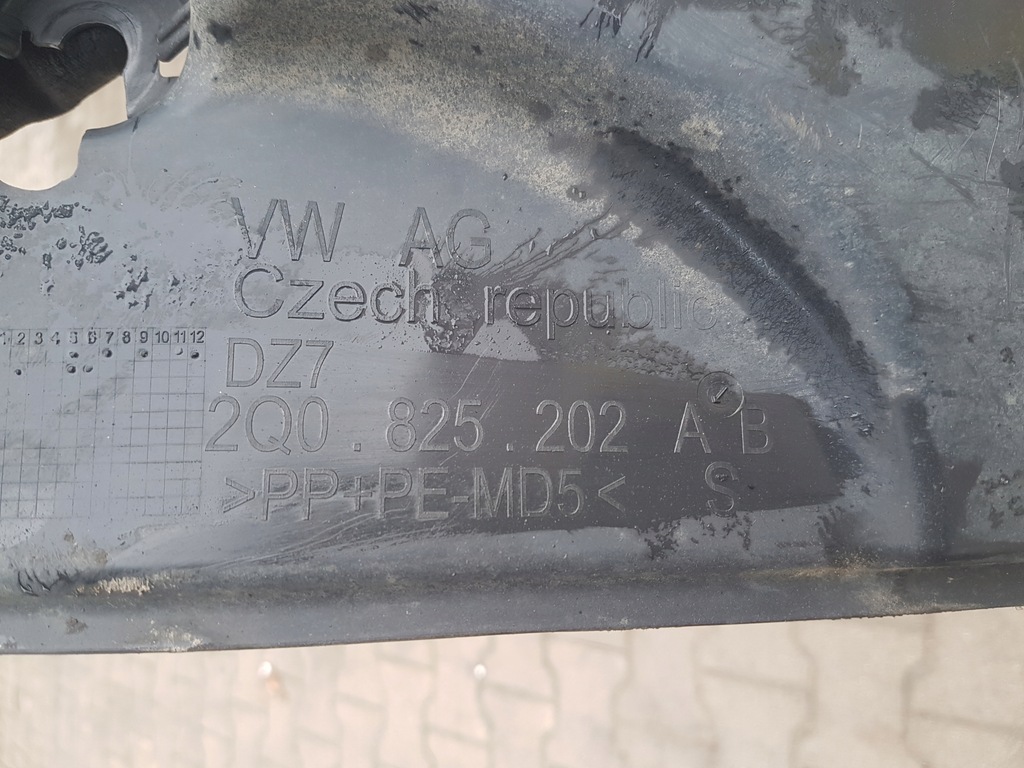 VW AG
Czech republic
1 2 3 4 5 6 7 8 9 10 11 12
DZ7
2Q0.825.202 A B
>PP+PE-MD5< S